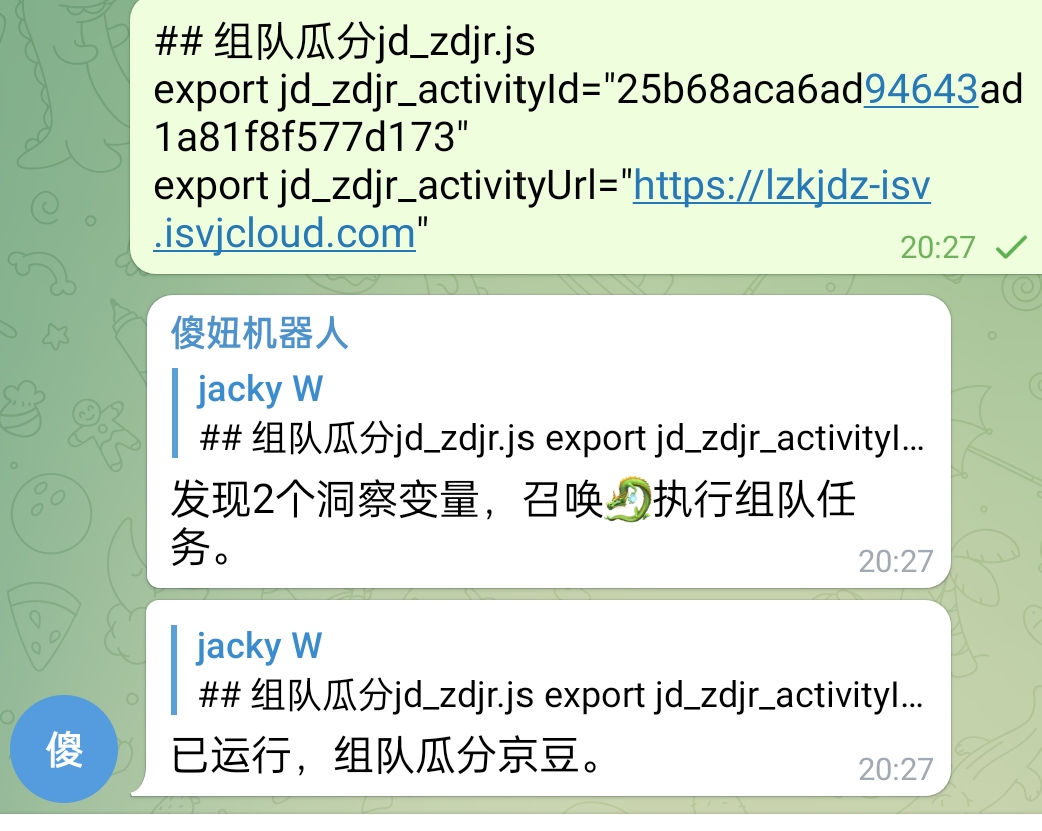 ## 组队瓜分jd_zdjr.js
export jd_zdjr_activityId="25b68aca6ad94643ad
1a81f8f577d173"
export jd_zdjr_activityUrl="https://lzkjdz-isv
.isvjcloud.com"
20:27
傻妞机器人
jacky W
## 组队瓜分jd_zdjr.js export jd_zdjr_activityI...
发现2个洞察变量，召唤🐉执行组队任
务。
20:27
jacky W
## 组队瓜分jd_zdjr.js export jd_zdjr_activityI...
已运行，组队瓜分京豆。
20:27
傻